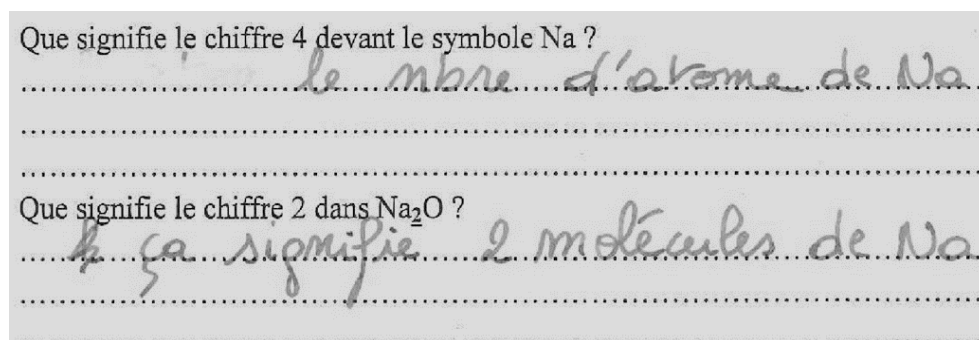 Que signifie le chiffre 4 devant le symbole Na ?
le nbre d'atome de Na
Que signifie le chiffre 2 dans Na₂O ?
ça signifie 2 molécules de Na